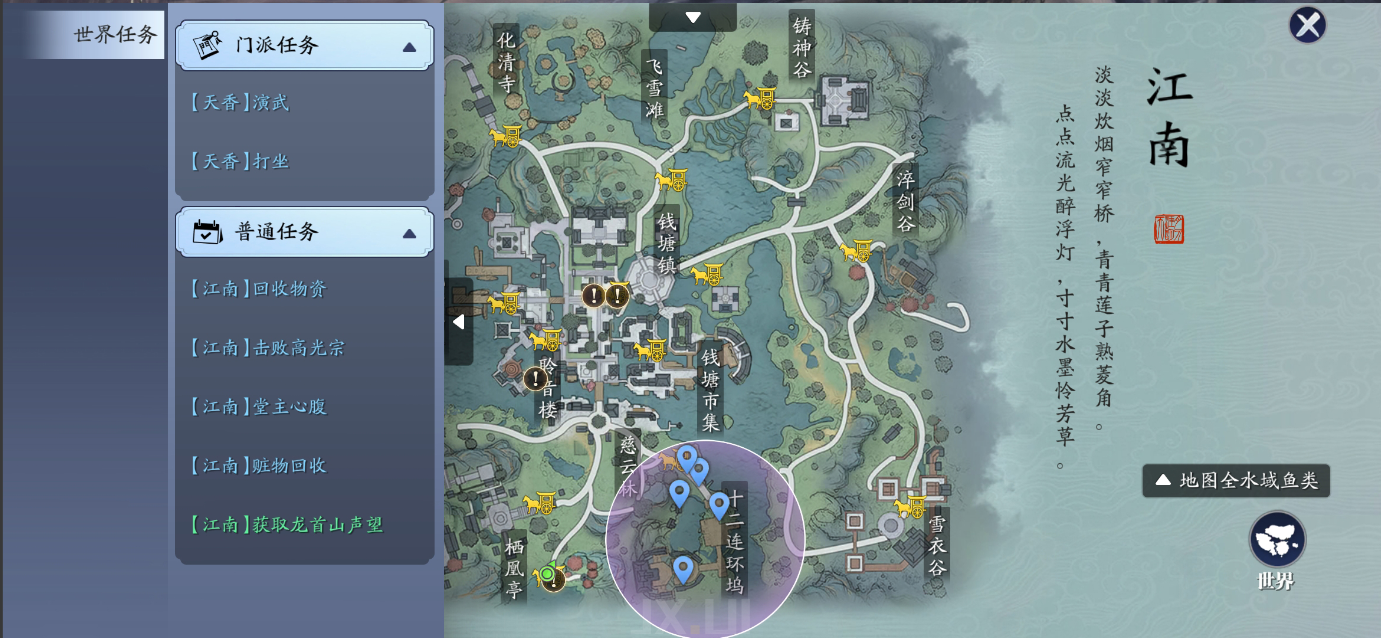 世界任务
门派任务
【天香】演武
【天香】打坐
普通任务
【江南】回收物资
【江南】击败高光宗
【江南】堂主心腹
【江南】赃物回收
【江南】获取龙首山声望
化清寺
飞雪滩
铸神谷
淬剑谷
钱塘镇
聆音楼
钱塘市集
慈云林
十二连环坞
栖凰亭
雪衣谷
江南
淡淡炊烟窄窄桥，青青莲子熟菱角。
点点流光醉浮灯，寸寸水墨怜芳草。
地图全水域鱼类
世界